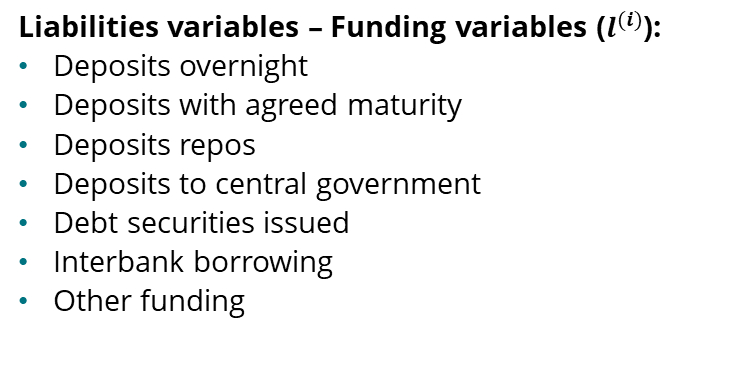 Liabilities variables – Funding variables (l⁽ⁱ⁾):
• Deposits overnight
• Deposits with agreed maturity
• Deposits repos
• Deposits to central government
• Debt securities issued
• Interbank borrowing
• Other funding